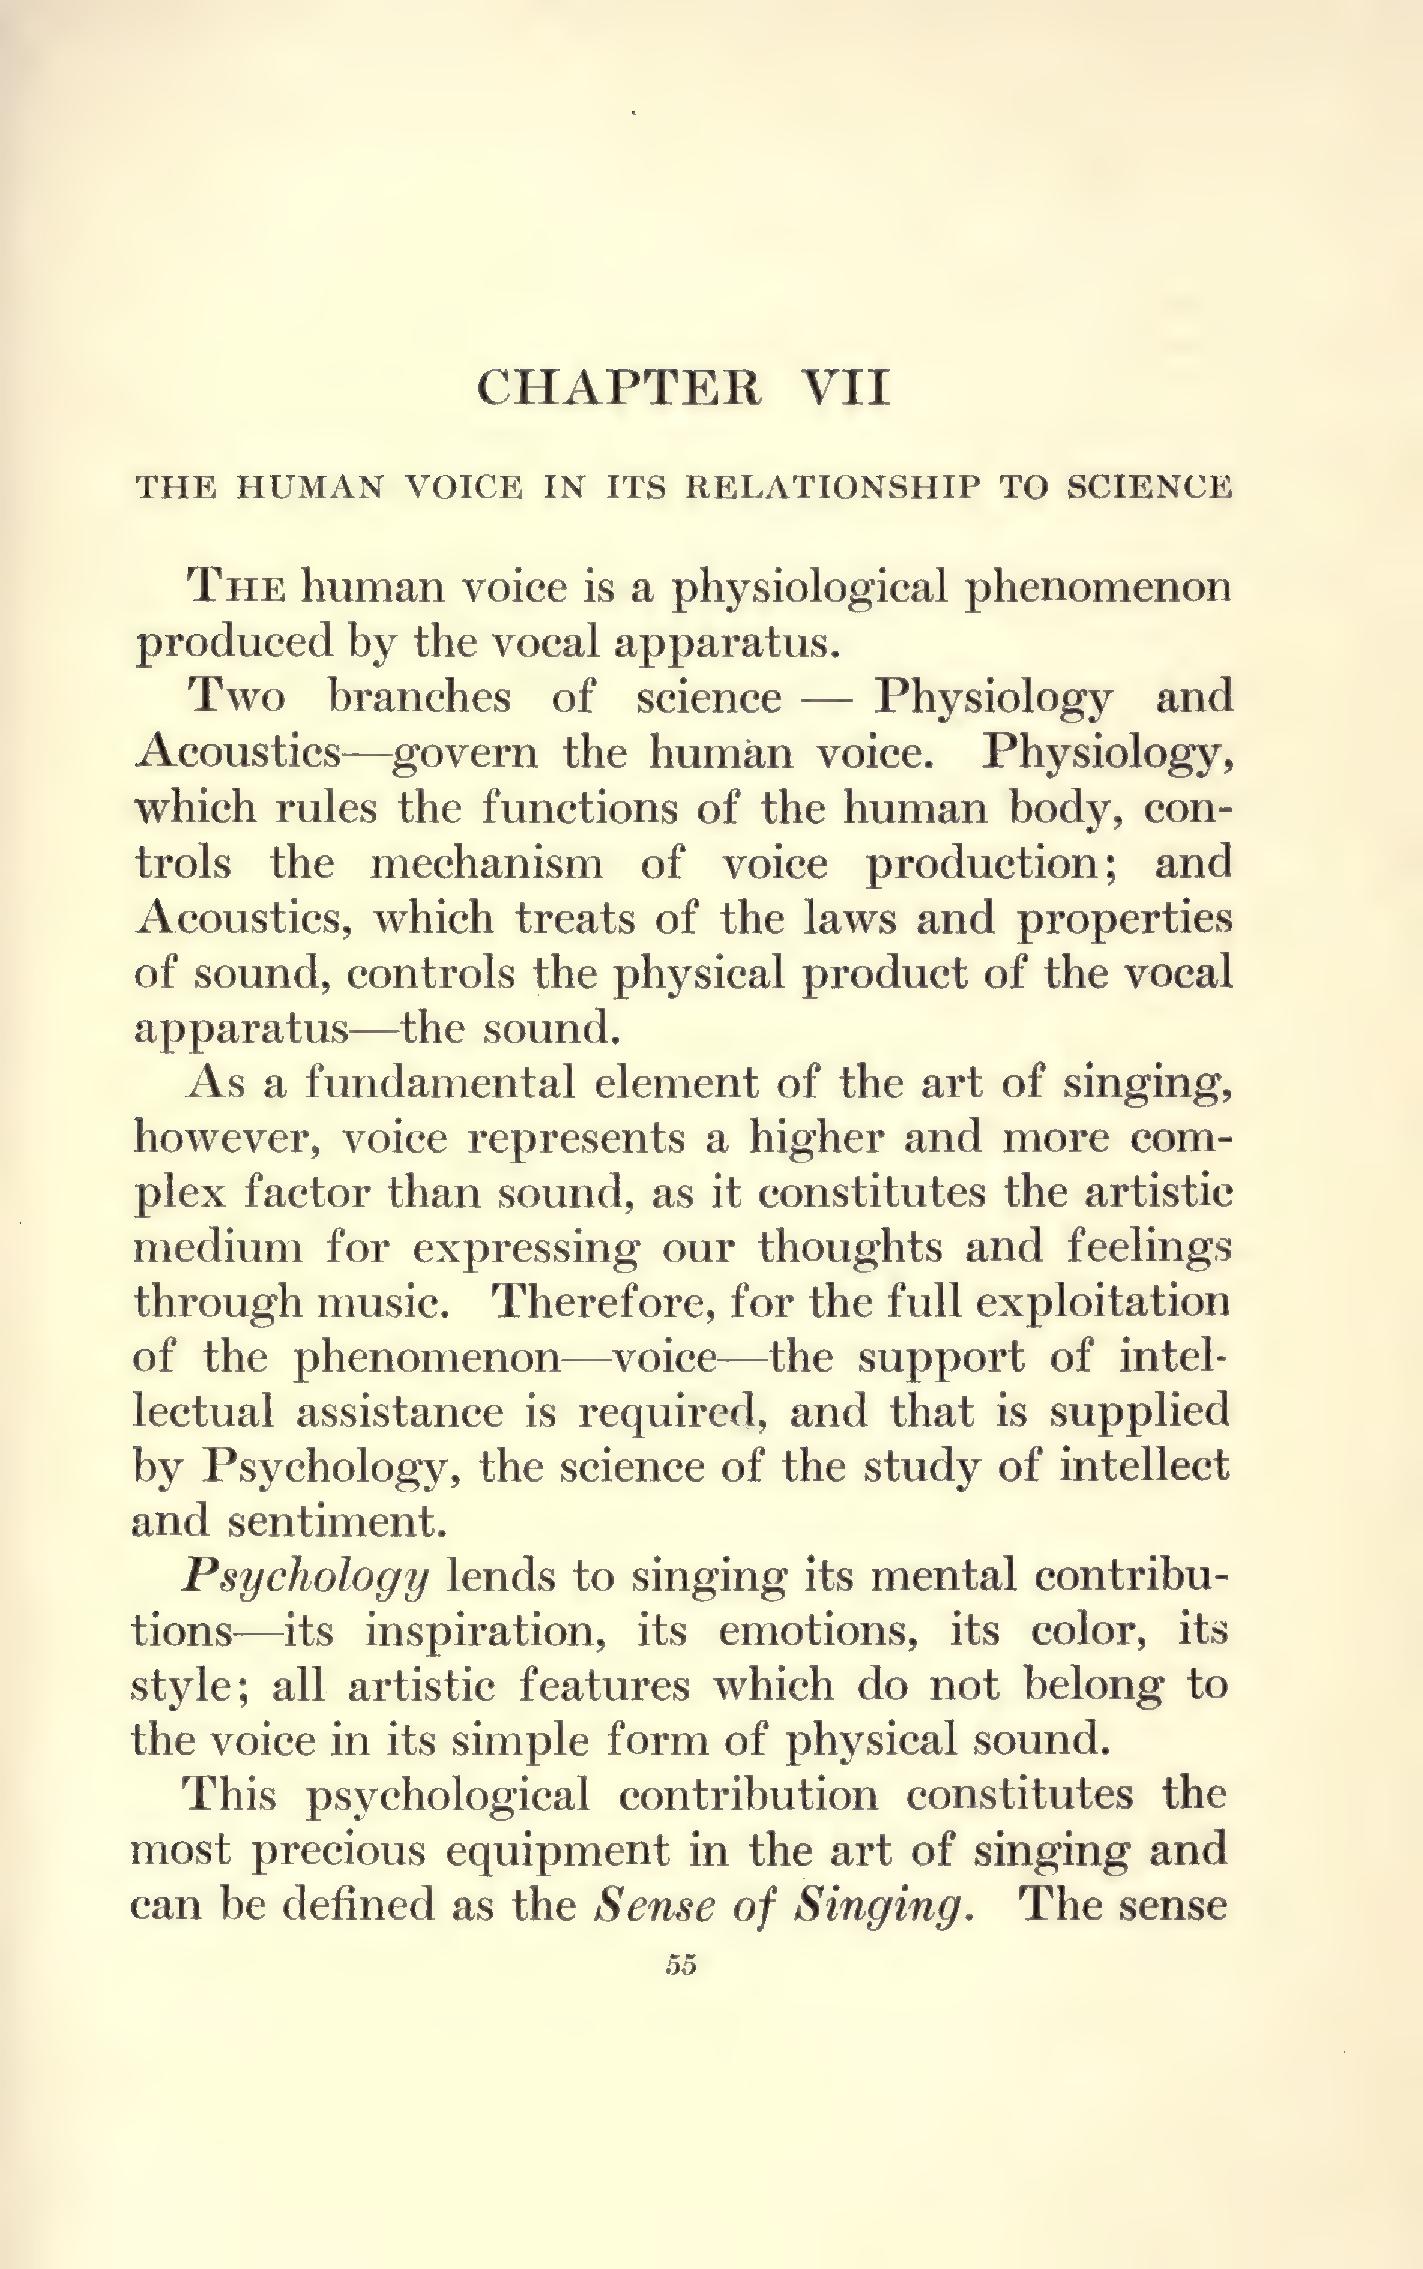 CHAPTER VII
THE HUMAN VOICE IN ITS RELATIONSHIP TO SCIENCE
THE human voice is a physiological phenomenon
produced by the vocal apparatus.
Two branches of science — Physiology and
Acoustics—govern the human voice. Physiology,
which rules the functions of the human body, con-
trols the mechanism of voice production; and
Acoustics, which treats of the laws and properties
of sound, controls the physical product of the vocal
apparatus—the sound.
As a fundamental element of the art of singing,
however, voice represents a higher and more com-
plex factor than sound, as it constitutes the artistic
medium for expressing our thoughts and feelings
through music. Therefore, for the full exploitation
of the phenomenon—voice—the support of intel-
lectual assistance is required, and that is supplied
by Psychology, the science of the study of intellect
and sentiment.
Psychology lends to singing its mental contribu-
tions—its inspiration, its emotions, its color, its
style; all artistic features which do not belong to
the voice in its simple form of physical sound.
This psychological contribution constitutes the
most precious equipment in the art of singing and
can be defined as the Sense of Singing. The sense
55